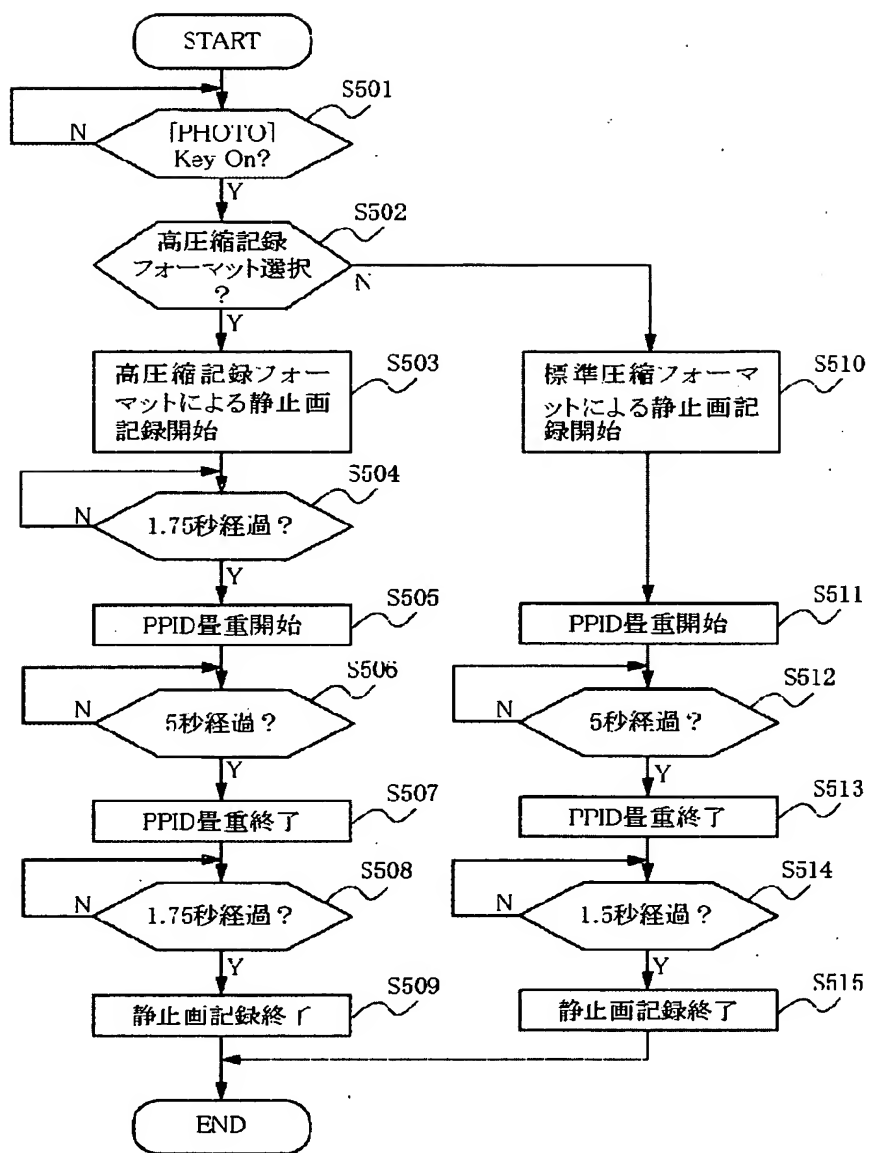 START
S501
「PHOTO」
Key On?
N
Y
S502
高圧縮記録
フォーマット選択
?
N
Y
S503
高圧縮記録フォー
マットによる静止画
記録開始
S510
標準圧縮フォーマ
ットによる静止画記
録開始
S504
1.75秒経過?
N
Y
S505
PPID畳重開始
S511
PPID畳重開始
S506
5秒経過?
N
Y
S512
5秒経過?
N
Y
S507
PPID畳重終了
S513
PPID畳重終了
S508
1.75秒経過?
N
Y
S514
1.5秒経過?
N
Y
S509
静止画記録終了
S515
静止画記録終了
END